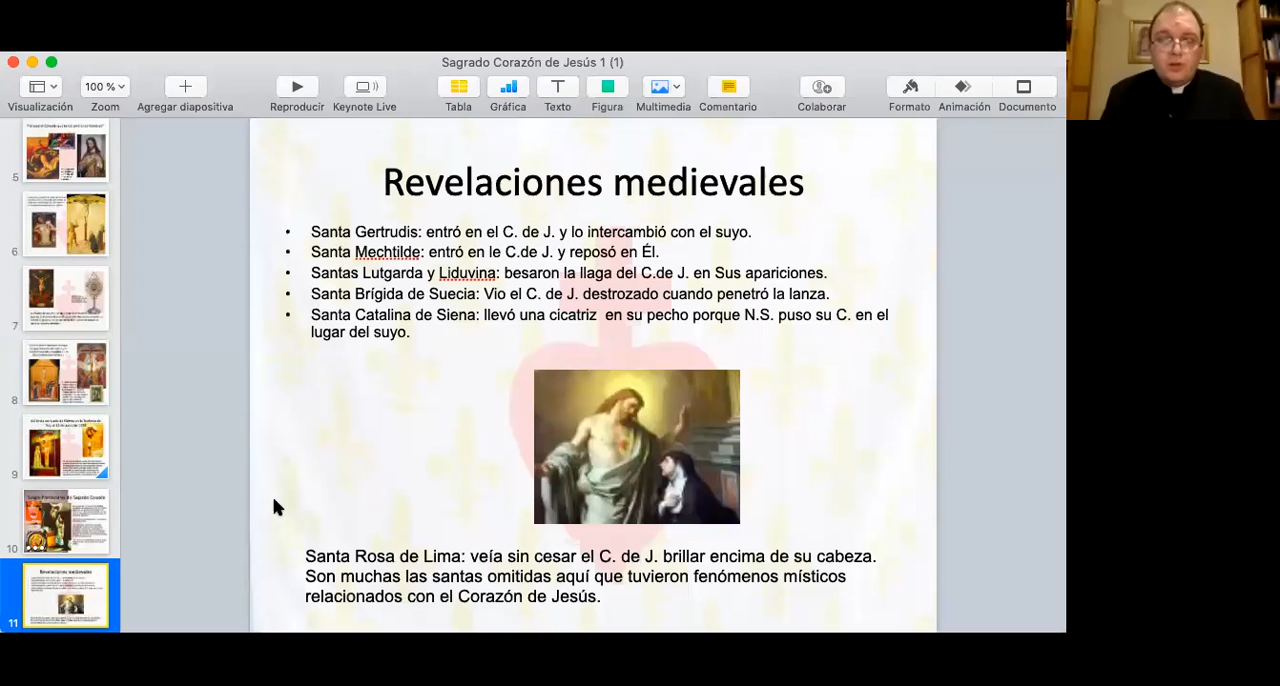 Sagrado Corazón de Jesús 1 (1)
100 %
Visualización Zoom Agregar diapositiva Reproducir Keynote Live Tabla Gráfica Texto Figura Multimedia Comentario Colaborar Formato Animación Documento
5
6
7
8
9
10
Revelaciones medievales
11
Revelaciones medievales
• Santa Gertrudis: entró en el C. de J. y lo intercambió con el suyo.
• Santa Mechtilde: entró en le C.de J. y reposó en Él.
• Santas Lutgarda y Liduvina: besaron la llaga del C.de J. en Sus apariciones.
• Santa Brígida de Suecia: Vio el C. de J. destrozado cuando penetró la lanza.
• Santa Catalina de Siena: llevó una cicatriz en su pecho porque N.S. puso su C. en el
lugar del suyo.
Santa Rosa de Lima: veía sin cesar el C. de J. brillar encima de su cabeza.
Son muchas las santas omitidas aquí que tuvieron fenómenos místicos
relacionados con el Corazón de Jesús.